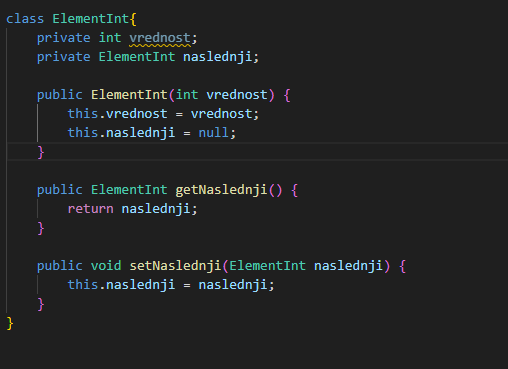 class ElementInt{
    private int vrednost;
    private ElementInt naslednji;

    public ElementInt(int vrednost) {
        this.vrednost = vrednost;
        this.naslednji = null;
    }

    public ElementInt getNaslednji() {
        return naslednji;
    }

    public void setNaslednji(ElementInt naslednji) {
        this.naslednji = naslednji;
    }
}